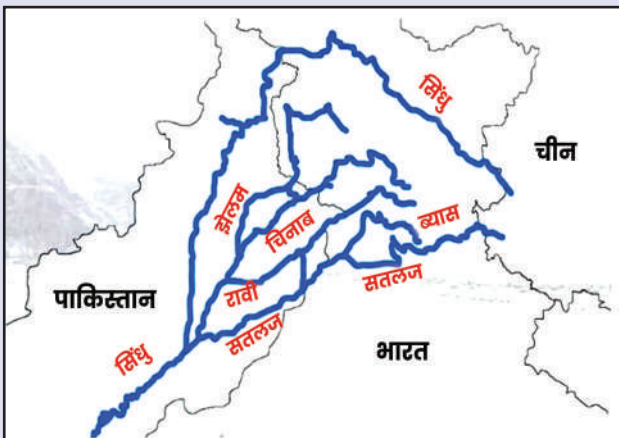 सिंधु
चीन
झेलम
चिनाब
ब्यास
सतलज
पाकिस्तान
रावी
सतलज
सिंधु
भारत